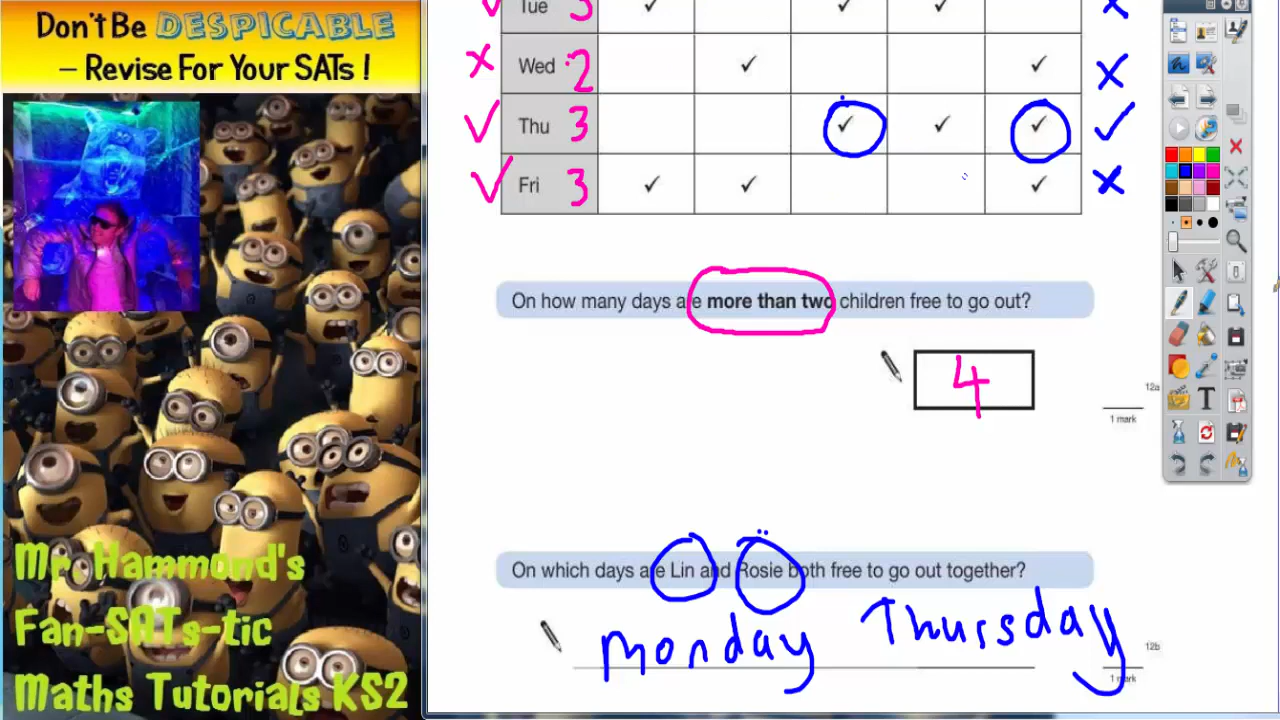 Don't Be DESPICABLE
– Revise For Your SATs !
Tue 3
Wed 2
Thu 3
Fri 3
On how many days are more than two children free to go out?
4
12a
1 mark
On which days are Lin and Rosie both free to go out together?
monday Thursday
12b
1 mark
Mr Hammond's
Fan-SATs-tic
Maths Tutorials KS2